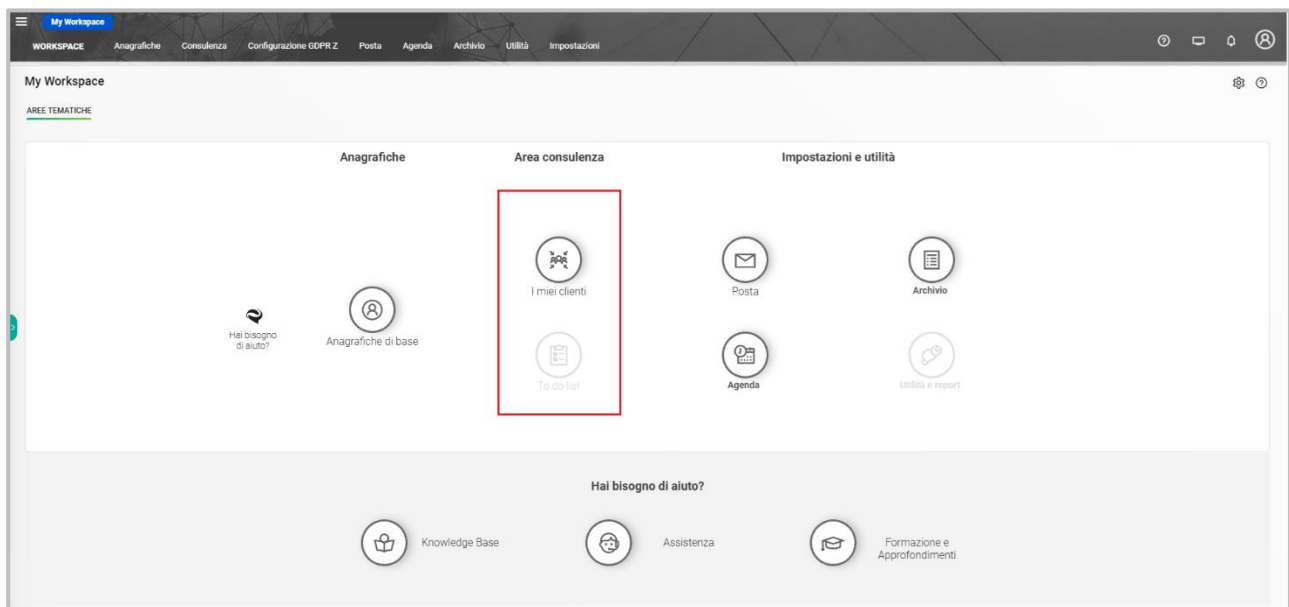 My Workspace
WORKSPACE Anagrafiche Consulenza Configurazione GDPR Z Posta Agenda Archivio Utilità Impostazioni
My Workspace
AREE TEMATICHE
Anagrafiche Area consulenza Impostazioni e utilità
I miei clienti Posta Archivio
Hai bisogno
di aiuto?
Anagrafiche di base
To do list Agenda Utilità e report
Hai bisogno di aiuto?
Knowledge Base Assistenza Formazione e
Approfondimenti